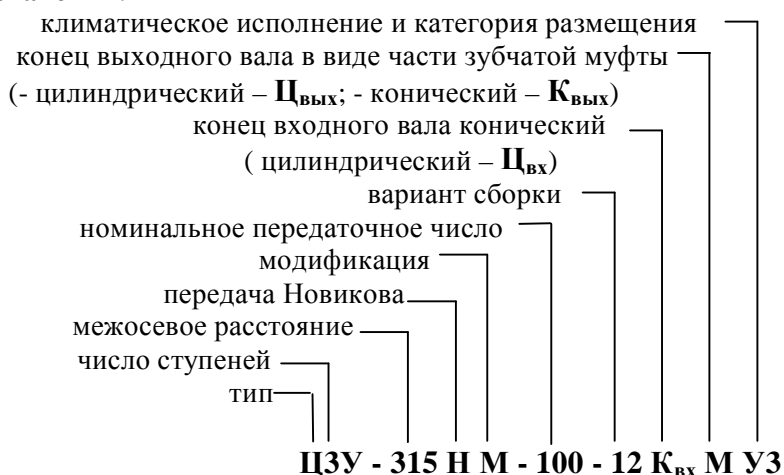 климатическое исполнение и категория размещения
конец выходного вала в виде части зубчатой муфты
(- цилиндрический – Цвых; - конический – Квых)
конец входного вала конический
( цилиндрический – Цвх)
вариант сборки
номинальное передаточное число
модификация
передача Новикова
межосевое расстояние
число ступеней
тип
ЦЗУ - 315 Н М - 100 - 12 Квх М У3